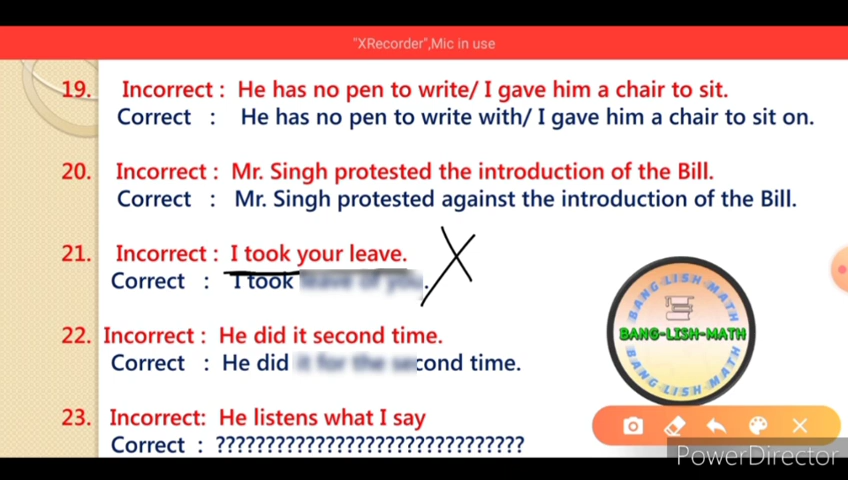 "XRecorder",Mic in use
19. Incorrect : He has no pen to write/ I gave him a chair to sit.
Correct : He has no pen to write with/ I gave him a chair to sit on.
20. Incorrect : Mr. Singh protested the introduction of the Bill.
Correct : Mr. Singh protested against the introduction of the Bill.
21. Incorrect : I took your leave.
Correct : I took .
22. Incorrect : He did it second time.
Correct : He did second time.
23. Incorrect: He listens what I say
Correct : ???????????????????????????????
BANG LISH MATH
BANG-LISH-MATH
BANG LISH MATH
PowerDirector